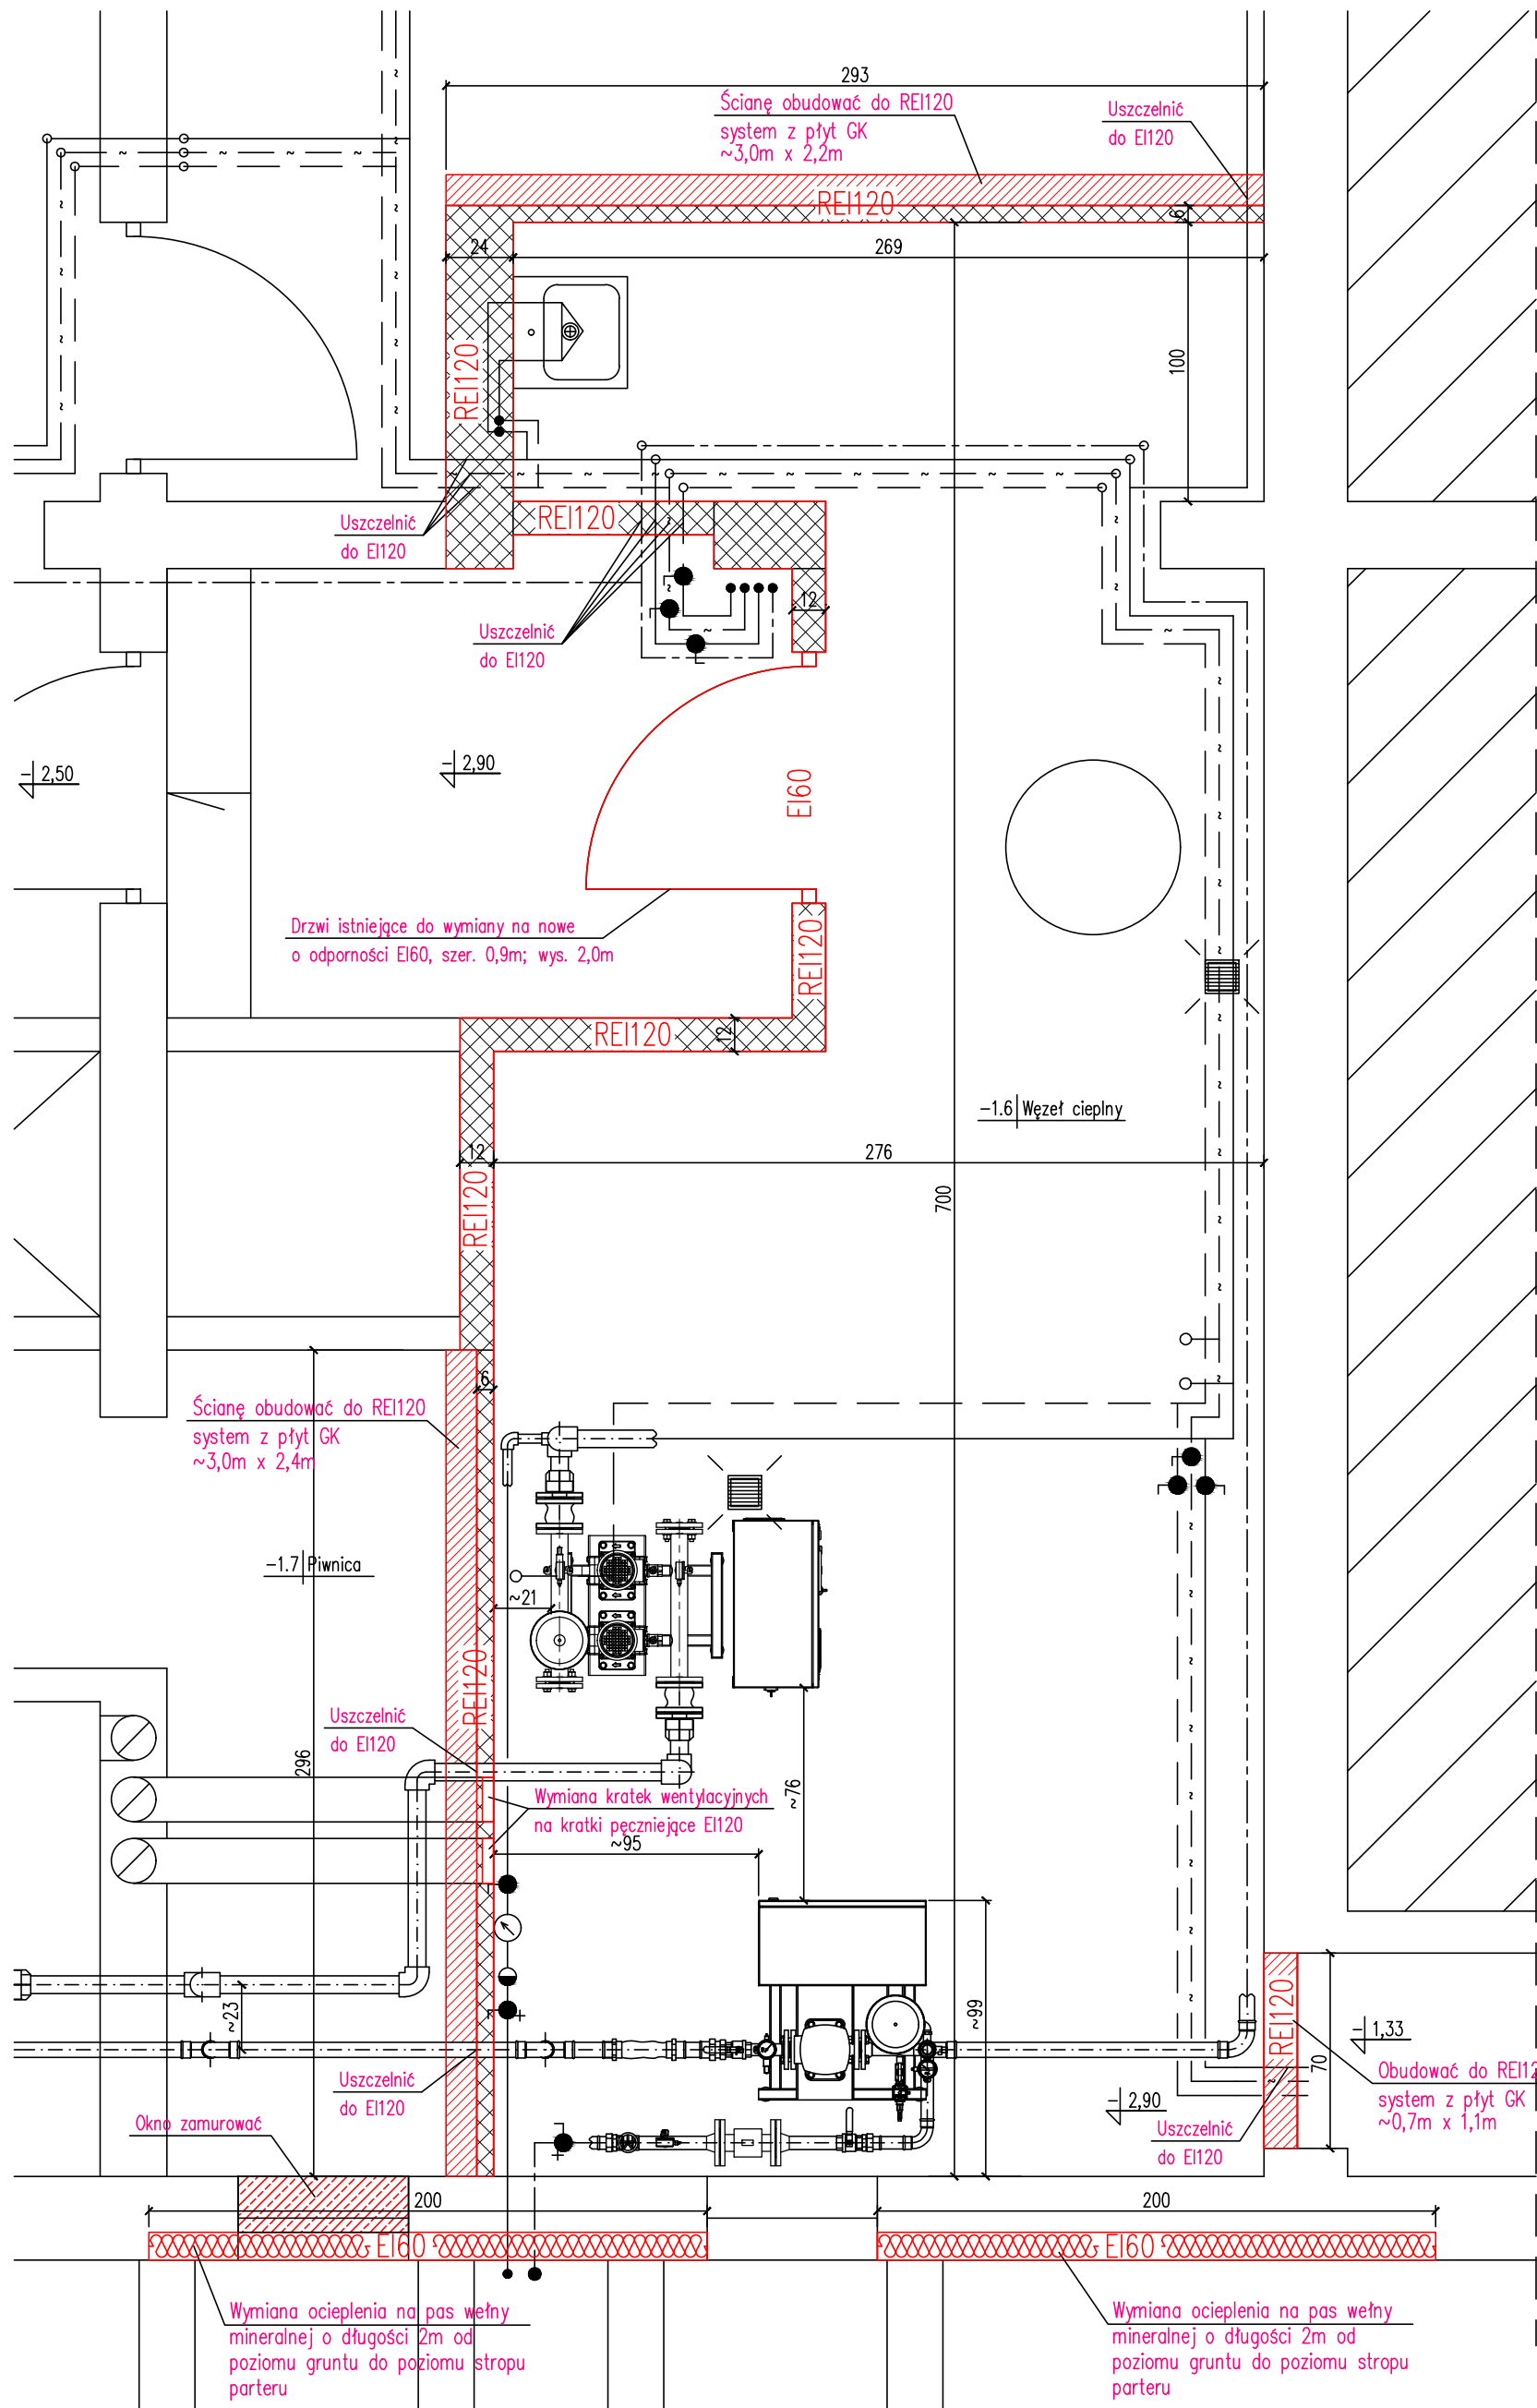 293
Ścianę obudować do REI120
system z płyt GK
~3,0m x 2,2m
Uszczelnić
do EI120
REI120
6
24
269
REI120
100
Uszczelnić
do EI120
REI120
12
Uszczelnić
do EI120
- 2,50
- 2,90
EI60
Drzwi istniejące do wymiany na nowe
o odporności EI60, szer. 0,9m; wys. 2,0m
REI120
REI120
12
-1.6 Węzeł cieplny
12
276
REI120
700
6
Ścianę obudować do REI120
system z płyt GK
~3,0m x 2,4m
-1.7 Piwnica
~21
REI120
Uszczelnić
do EI120
296
Wymiana kratek wentylacyjnych
na kratki pęczniejące EI120
~76
~95
~23
~99
REI120
- 1,33
70
Obudować do REI12
system z płyt GK
~0,7m x 1,1m
Uszczelnić
do EI120
- 2,90
Uszczelnić
do EI120
Okno zamurować
200
200
EI60
EI60
Wymiana ocieplenia na pas wełny
mineralnej o długości 2m od
poziomu gruntu do poziomu stropu
parteru
Wymiana ocieplenia na pas wełny
mineralnej o długości 2m od
poziomu gruntu do poziomu stropu
parteru